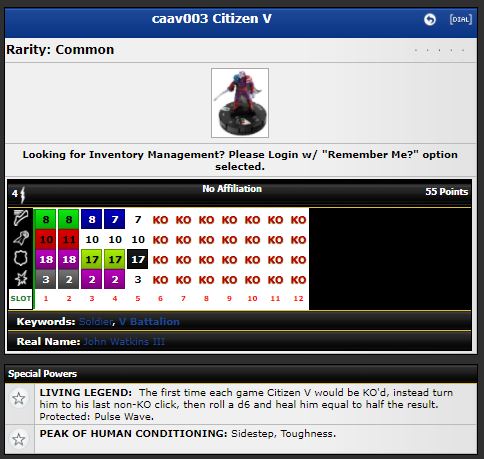 caav003 Citizen V
[DIAL]
Rarity: Common
Looking for Inventory Management? Please Login w/ "Remember Me?" option
selected.
4 No Affiliation 55 Points
8 8 8 7 7 KO KO KO KO KO KO KO
10 11 10 10 10 KO KO KO KO KO KO KO
18 18 17 17 17 KO KO KO KO KO KO KO
3 2 2 2 3 KO KO KO KO KO KO KO
SLOT 1 2 3 4 5 6 7 8 9 10 11 12
Keywords: Soldier, V Battalion
Real Name: John Watkins III
Special Powers
LIVING LEGEND: The first time each game Citizen V would be KO'd, instead turn
him to his last non-KO click, then roll a d6 and heal him equal to half the result.
Protected: Pulse Wave.
PEAK OF HUMAN CONDITIONING: Sidestep, Toughness.